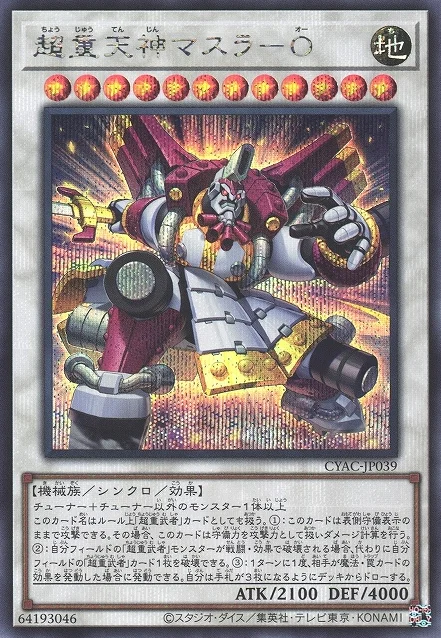 超重天神マスラ－O
地
CYAC-JP039
【機械族／シンクロ／効果】
チューナー＋チューナー以外のモンスター1体以上
このカード名はルール上「超重武者」カードとしても扱う。①：このカードは表側守備表示の
ままで攻撃できる。その場合、このカードは守備力を攻撃力として扱いダメージ計算を行う。
②：自分フィールドの「超重武者」モンスターが戦闘・効果で破壊される場合、代わりに自分
フィールドの「超重武者」カード1枚を破壊できる。③：1ターンに1度、相手が魔法・罠カードの
効果を発動した場合に発動できる。自分は手札が3枚になるようにデッキからドローする。
ATK/2100 DEF/4000
64193046
©スタジオ・ダイス／集英社・テレビ東京・KONAMI